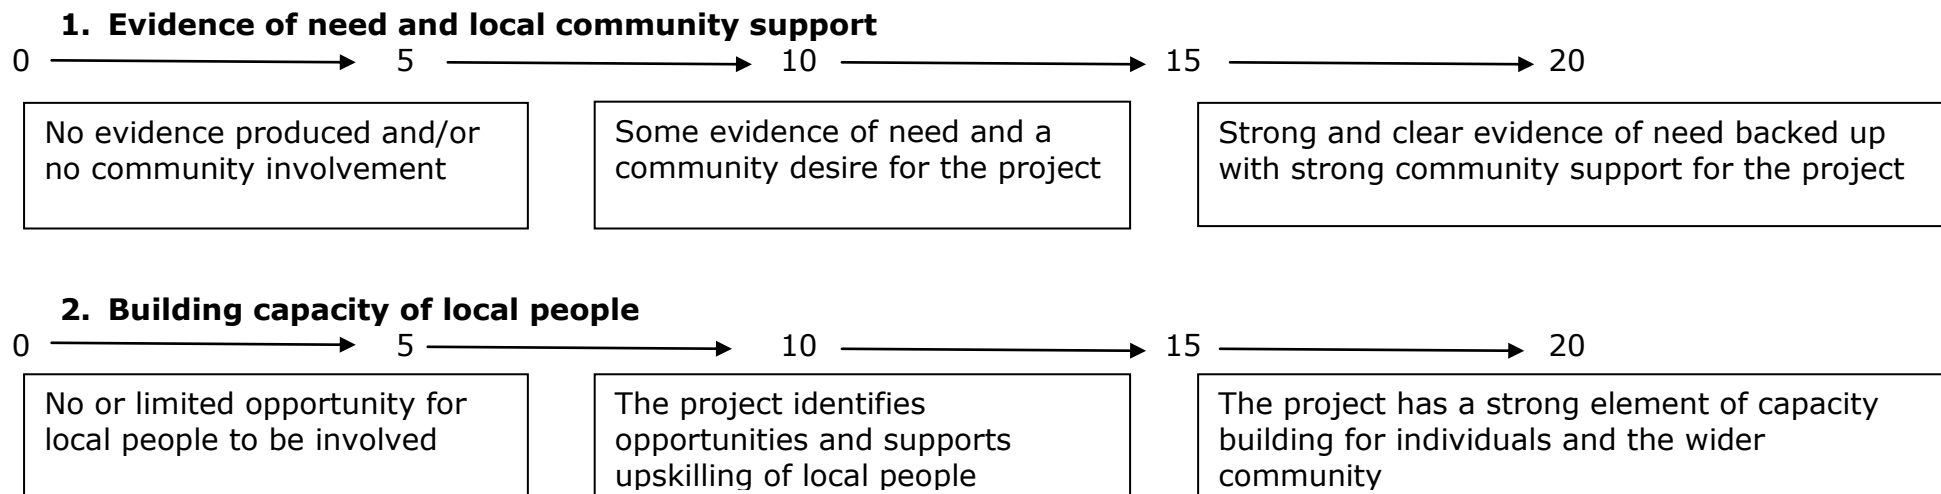 1. Evidence of need and local community support
0 5 10 15 20
No evidence produced and/or
no community involvement
Some evidence of need and a
community desire for the project
Strong and clear evidence of need backed up
with strong community support for the project
2. Building capacity of local people
0 5 10 15 20
No or limited opportunity for
local people to be involved
The project identifies
opportunities and supports
upskilling of local people
The project has a strong element of capacity
building for individuals and the wider
community